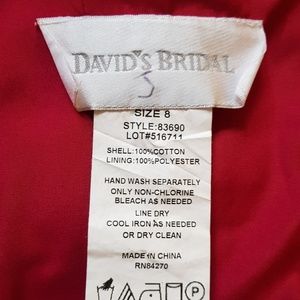 DAVID'S BRIDAL
SIZE 8
STYLE:83690
LOT#516711
SHELL:100%COTTON
LINING:100%POLYESTER
HAND WASH SEPARATELY
ONLY NON-CHLORINE
BLEACH AS NEEDED
LINE DRY
COOL IRON AS NEEDED
OR DRY CLEAN
MADE IN CHINA
RN84270